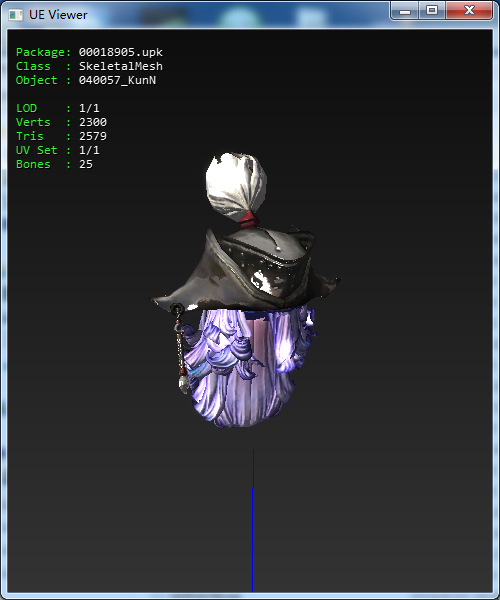 UE Viewer
Package: 00018905.upk
Class : SkeletalMesh
Object : 040057_KunN
LOD : 1/1
Verts : 2300
Tris : 2579
UV Set : 1/1
Bones : 25